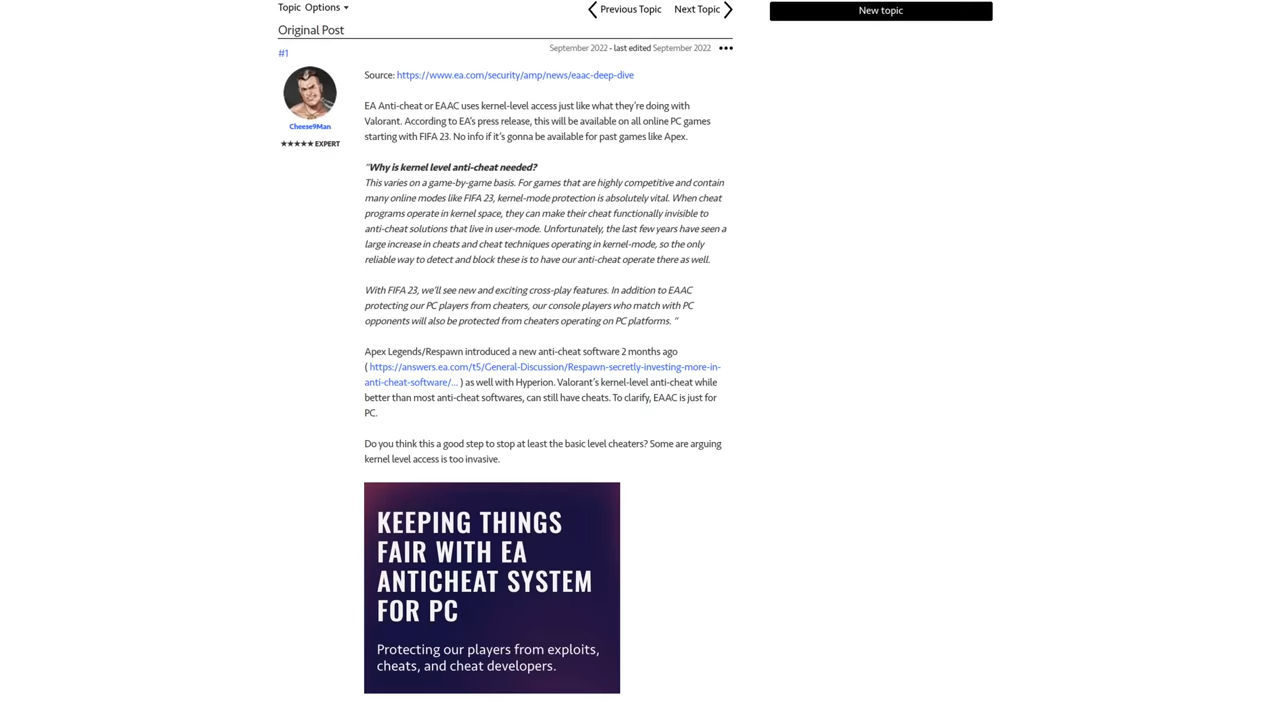 Topic Options
Previous Topic
Next Topic
New topic
Original Post
#1
September 2022 - last edited September 2022
Cheese9Man
★★★★★ EXPERT
Source: https://www.ea.com/security/amp/news/eaac-deep-dive
EA Anti-cheat or EAAC uses kernel-level access just like what they're doing with
Valorant. According to EA's press release, this will be available on all online PC games
starting with FIFA 23. No info if it's gonna be available for past games like Apex.
"Why is kernel level anti-cheat needed?
This varies on a game-by-game basis. For games that are highly competitive and contain
many online modes like FIFA 23, kernel-mode protection is absolutely vital. When cheat
programs operate in kernel space, they can make their cheat functionally invisible to
anti-cheat solutions that live in user-mode. Unfortunately, the last few years have seen a
large increase in cheats and cheat techniques operating in kernel-mode, so the only
reliable way to detect and block these is to have our anti-cheat operate there as well.
With FIFA 23, we'll see new and exciting cross-play features. In addition to EAAC
protecting our PC players from cheaters, our console players who match with PC
opponents will also be protected from cheaters operating on PC platforms. "
Apex Legends/Respawn introduced a new anti-cheat software 2 months ago
( https://answers.ea.com/t5/General-Discussion/Respawn-secretly-investing-more-in-
anti-cheat-software/... ) as well with Hyperion. Valorant's kernel-level anti-cheat while
better than most anti-cheat softwares, can still have cheats. To clarify, EAAC is just for
PC.
Do you think this a good step to stop at least the basic level cheaters? Some are arguing
kernel level access is too invasive.
KEEPING THINGS
FAIR WITH EA
ANTICHEAT SYSTEM
FOR PC
Protecting our players from exploits,
cheats, and cheat developers.